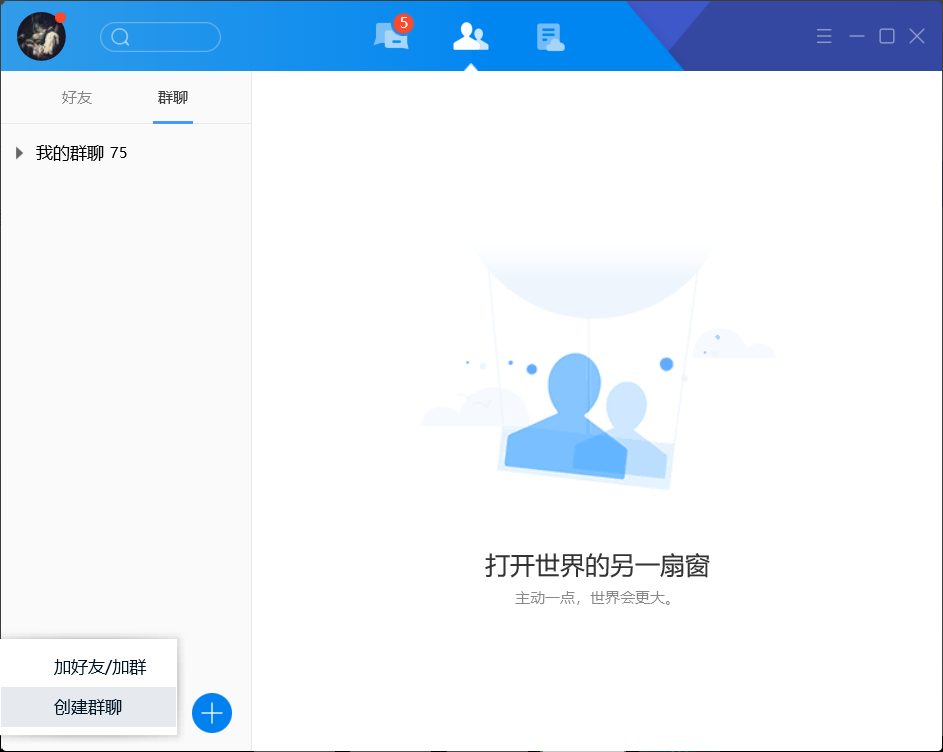 5
好友
群聊
我的群聊 75
打开世界的另一扇窗
主动一点，世界会更大。
加好友/加群
创建群聊